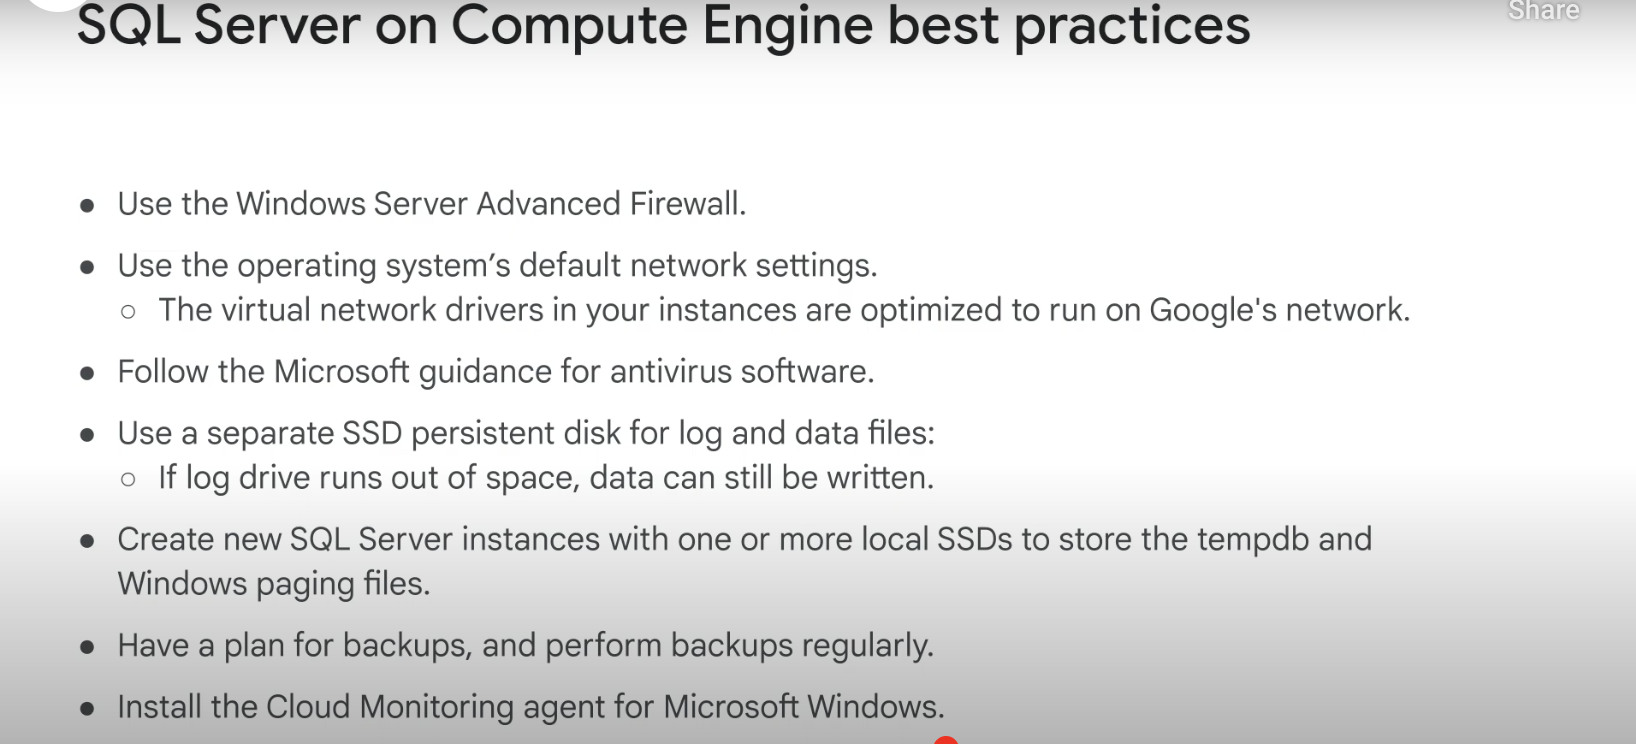 SQL Server on Compute Engine best practices
Share
● Use the Windows Server Advanced Firewall.
● Use the operating system’s default network settings.
○ The virtual network drivers in your instances are optimized to run on Google's network.
● Follow the Microsoft guidance for antivirus software.
● Use a separate SSD persistent disk for log and data files:
○ If log drive runs out of space, data can still be written.
● Create new SQL Server instances with one or more local SSDs to store the tempdb and
Windows paging files.
● Have a plan for backups, and perform backups regularly.
● Install the Cloud Monitoring agent for Microsoft Windows.